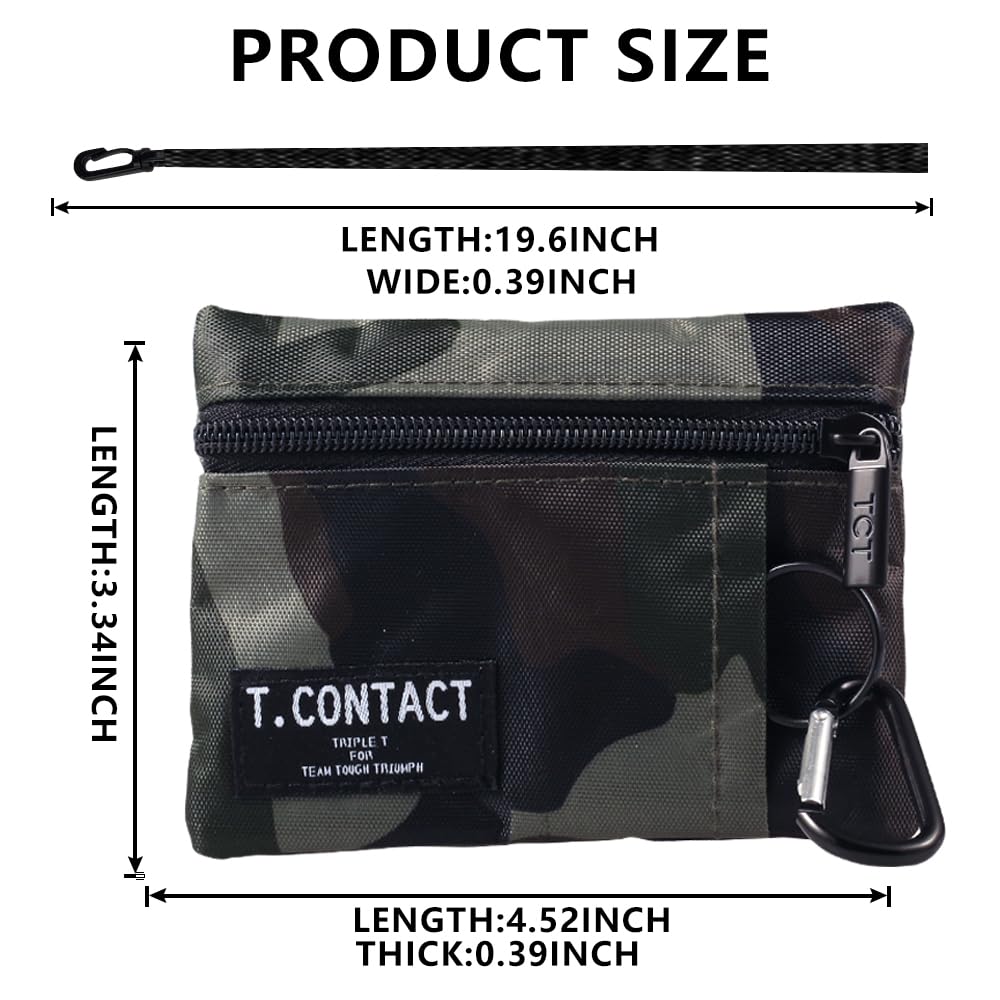 PRODUCT SIZE
LENGTH:19.6INCH
WIDE:0.39INCH
LENGTH:3.34INCH
TCT
T.CONTACT
TRIPLE T
FOR
TEAM TOUGH TRIUMPH
LENGTH:4.52INCH
THICK:0.39INCH